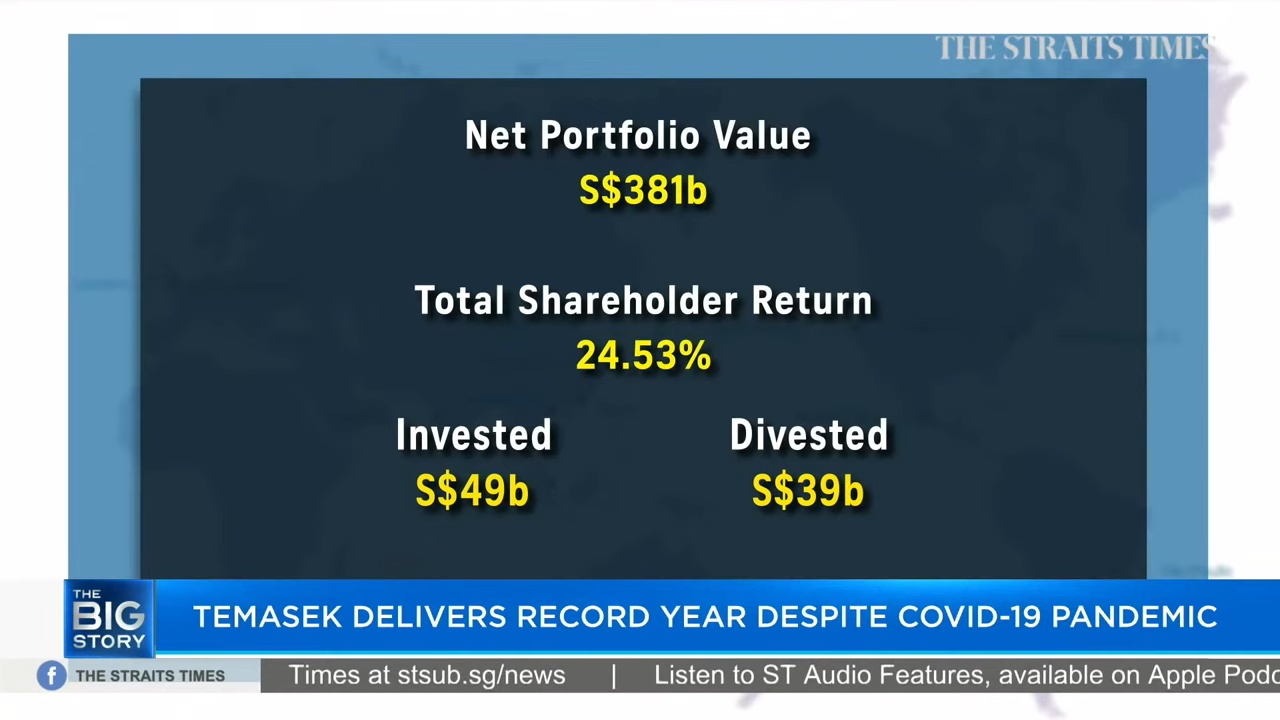 THE STRAITS TIMES
Net Portfolio Value
S$381b
Total Shareholder Return
24.53%
Invested
Divested
S$49b
S$39b
THE
BIG
STORY
TEMASEK DELIVERS RECORD YEAR DESPITE COVID-19 PANDEMIC
THE STRAITS TIMES
Times at stsub.sg/news | Listen to ST Audio Features, available on Apple Podc